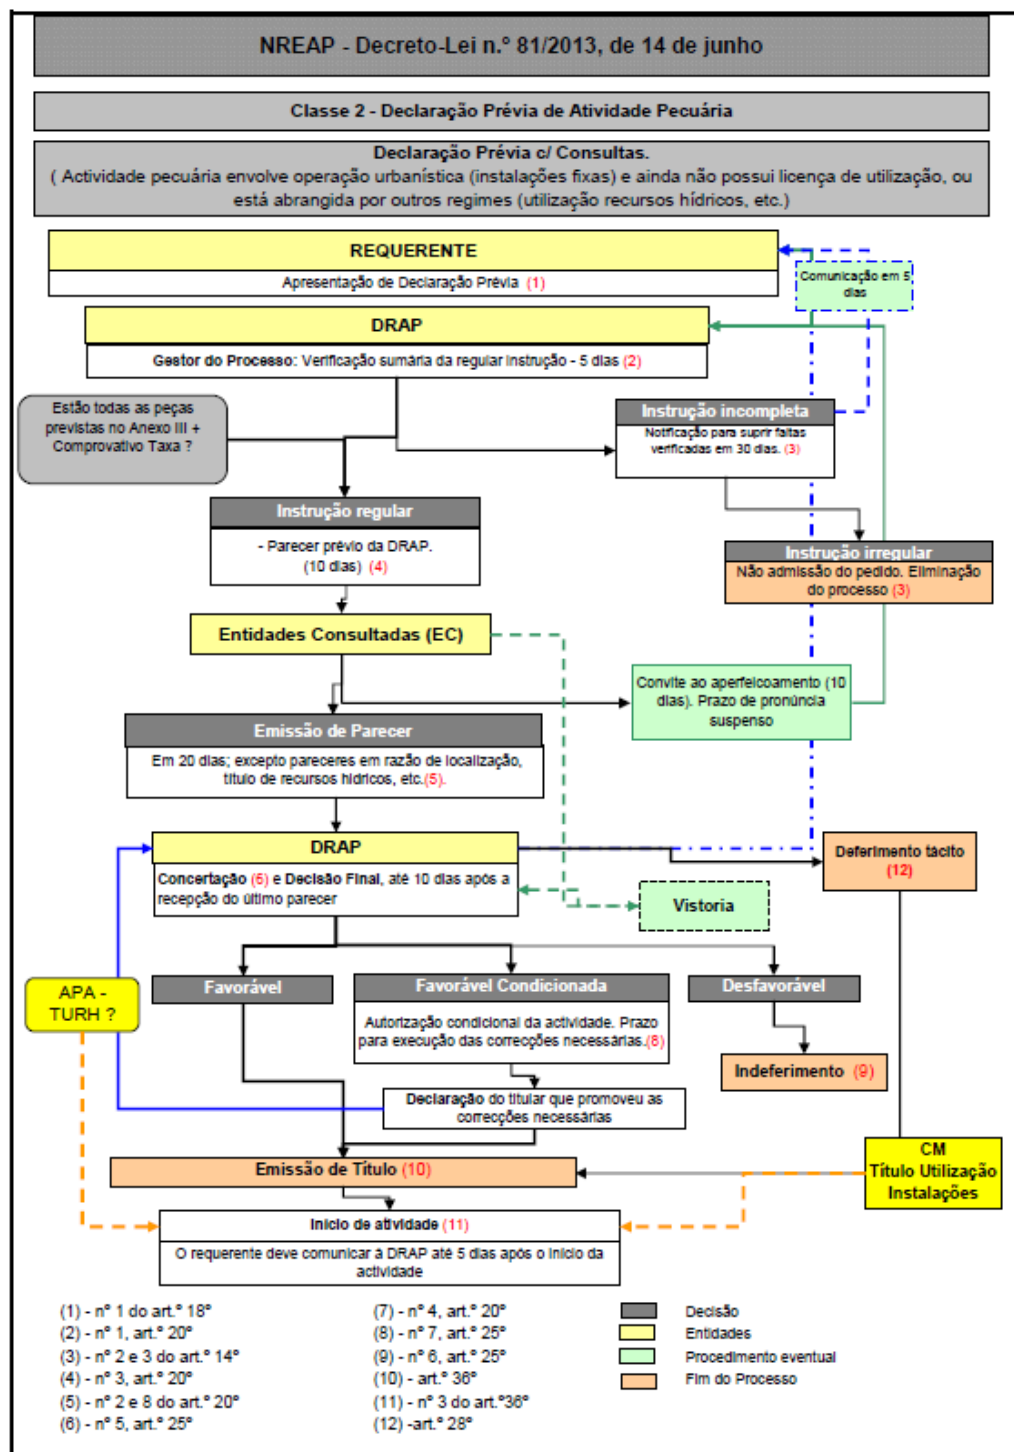 NREAP - Decreto-Lei n.º 81/2013, de 14 de junho
Classe 2 - Declaração Prévia de Atividade Pecuária
Declaração Prévia c/ Consultas.
( Actividade pecuária envolve operação urbanística (instalações fixas) e ainda não possui licença de utilização, ou
está abrangida por outros regimes (utilização recursos hídricos, etc.)
REQUERENTE
Apresentação de Declaração Prévia (1)
Comunicação em 5
dias
DRAP
Gestor do Processo: Verificação sumária da regular instrução - 5 dias (2)
Estão todas as peças
previstas no Anexo III +
Comprovativo Taxa ?
Instrução incompleta
Notificação para suprir faltas
verificadas em 30 dias. (3)
Instrução regular
- Parecer prévio da DRAP.
(10 dias) (4)
Instrução irregular
Não admissão do pedido. Eliminação
do processo (3)
Entidades Consultadas (EC)
Convite ao aperfeicoamento (10
dias). Prazo de pronúncia
suspenso
Emissão de Parecer
Em 20 dias; excepto pareceres em razão de localização,
título de recursos hídricos, etc.(5).
DRAP
Concertação (6) e Decisão Final, até 10 dias após a
recepção do último parecer
Deferimento tácito
(12)
Vistoria
APA -
TURH ?
Favorável
Favorável Condicionada
Autorização condicional da actividade. Prazo
para execução das correcções necessárias.(8)
Desfavorável
Indeferimento (9)
Declaração do titular que promoveu as
correcções necessárias
CM
Título Utilização
Instalações
Emissão de Título (10)
Início de atividade (11)
O requerente deve comunicar à DRAP até 5 dias após o início da
actividade
(1) - nº 1 do art.º 18º
(2) - nº 1, art.º 20º
(3) - nº 2 e 3 do art.º 14º
(4) - nº 3, art.º 20º
(5) - nº 2 e 8 do art.º 20º
(6) - nº 5, art.º 25º
(7) - nº 4, art.º 20º
(8) - nº 7, art.º 25º
(9) - nº 6, art.º 25º
(10) - art.º 36º
(11) - nº 3 do art.º36º
(12) -art.º 28º
Decisão
Entidades
Procedimento eventual
Fim do Processo